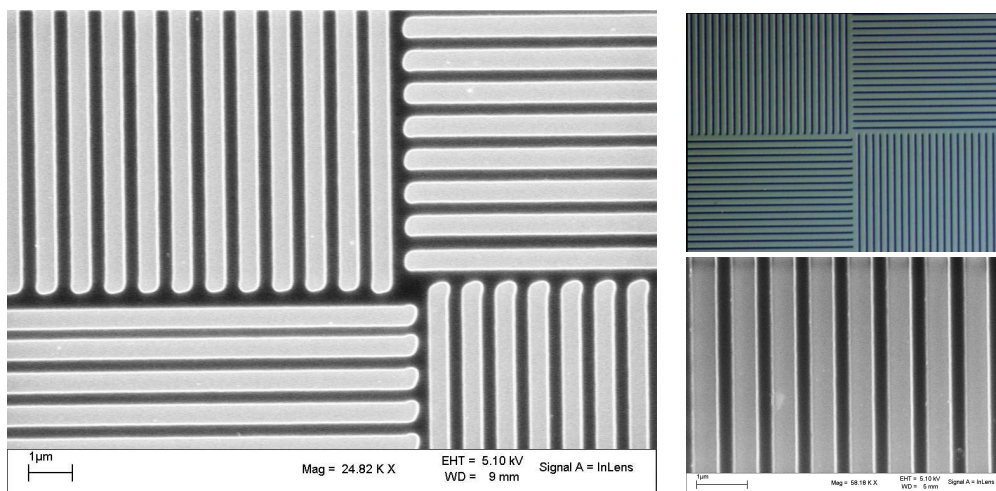 1µm
Mag = 24.82 K X
EHT = 5.10 kV
WD = 9 mm
Signal A = InLens
1µm
Mag = 58.18 K X
EHT = 5.10 kV
WD = 5 mm
Signal A = InLens